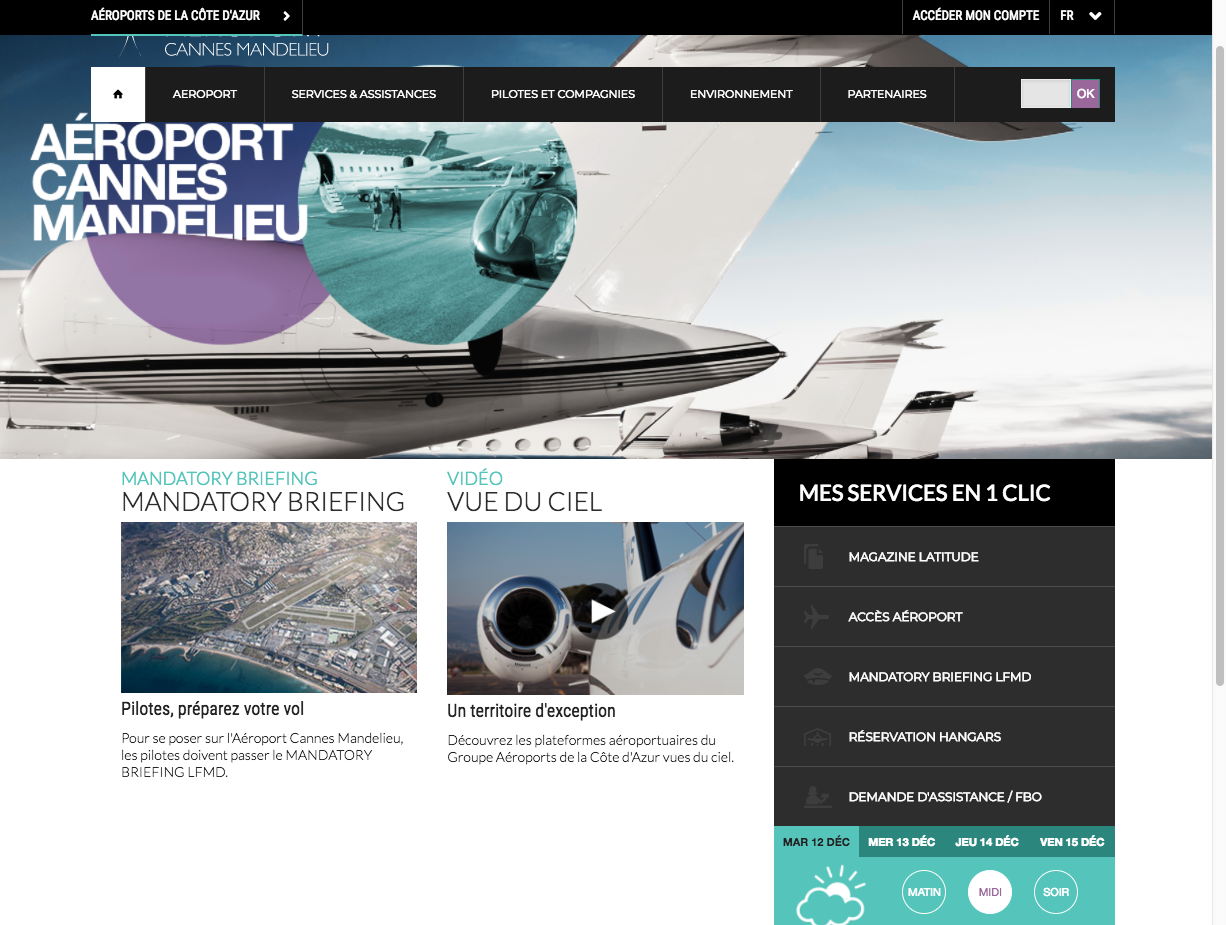 AÉROPORTS DE LA CÔTE D'AZUR
ACCÉDER MON COMPTE
FR
CANNES MANDELIEU
AEROPORT
SERVICES & ASSISTANCES
PILOTES ET COMPAGNIES
ENVIRONNEMENT
PARTENAIRES
OK
AÉROPORT
CANNES
MANDELIEU
MANDATORY BRIEFING
MANDATORY BRIEFING
Pilotes, préparez votre vol
Pour se poser sur l'Aéroport Cannes Mandelieu,
les pilotes doivent passer le MANDATORY
BRIEFING LFMD.
VIDÉO
VUE DU CIEL
Un territoire d'exception
Découvrez les plateformes aéroportuaires du
Groupe Aéroports de la Côte d'Azur vues du ciel.
MES SERVICES EN 1 CLIC
MAGAZINE LATITUDE
ACCÈS AÉROPORT
MANDATORY BRIEFING LFMD
RÉSERVATION HANGARS
DEMANDE D'ASSISTANCE / FBO
MAR 12 DÉC
MER 13 DÉC
JEU 14 DÉC
VEN 15 DÉC
MATIN
MIDI
SOIR